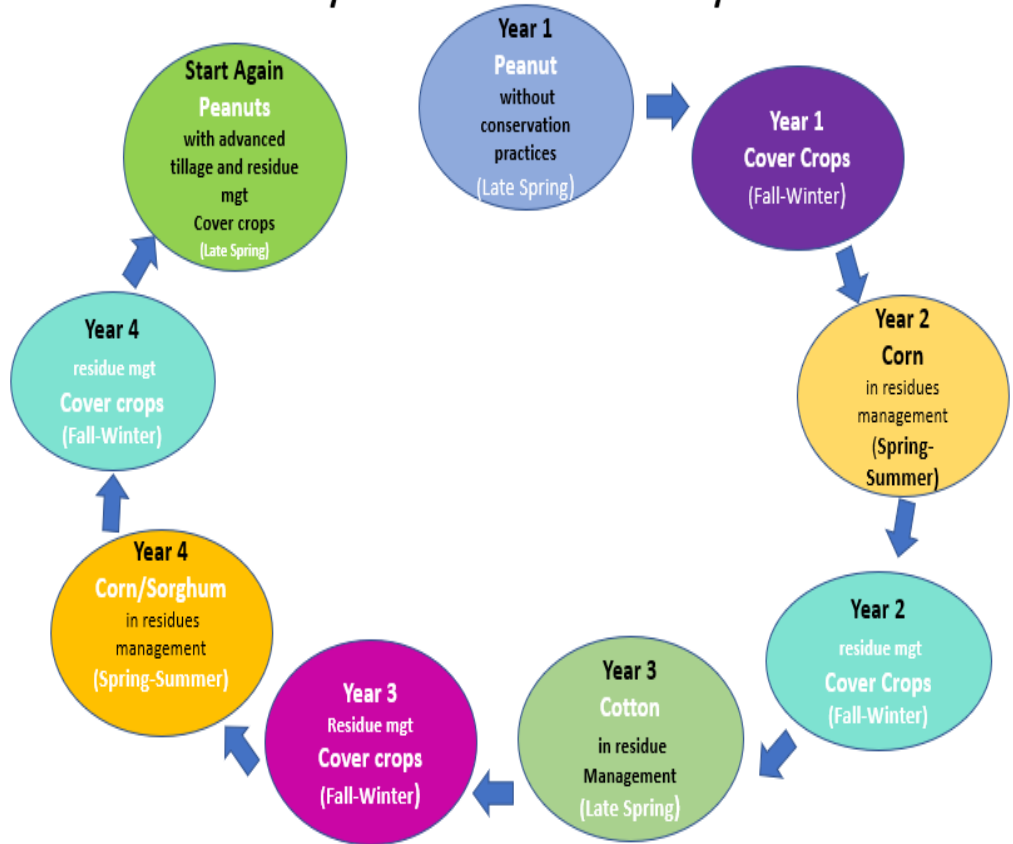 Year 1
Peanut
without
conservation
practices
(Late Spring)
Year 1
Cover Crops
(Fall-Winter)
Year 2
Corn
in residues
management
(Spring-
Summer)
Year 2
residue mgt
Cover Crops
(Fall-Winter)
Year 3
Cotton
in residue
Management
(Late Spring)
Year 3
Residue mgt
Cover crops
(Fall-Winter)
Year 4
Corn/Sorghum
in residues
management
(Spring-Summer)
Year 4
residue mgt
Cover crops
(Fall-Winter)
Start Again
Peanuts
with advanced
tillage and residue
mgt
Cover crops
(Late Spring)